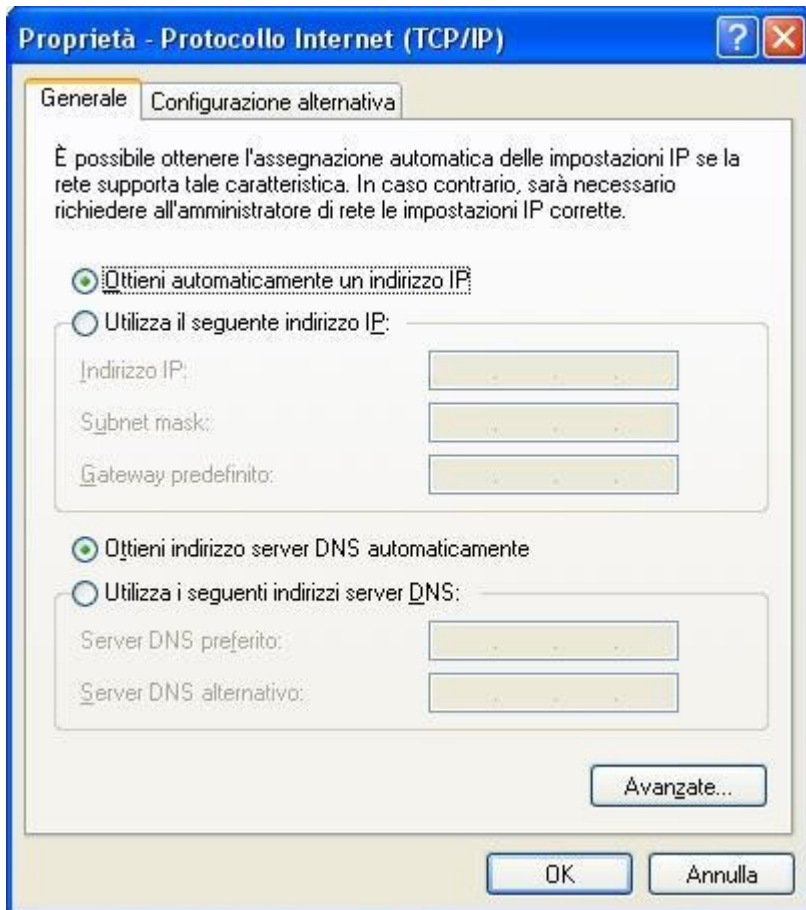 Proprietà - Protocollo Internet (TCP/IP)
Generale
Configurazione alternativa
È possibile ottenere l'assegnazione automatica delle impostazioni IP se la
rete supporta tale caratteristica. In caso contrario, sarà necessario
richiedere all'amministratore di rete le impostazioni IP corrette.
Ottieni automaticamente un indirizzo IP
Utilizza il seguente indirizzo IP:
Indirizzo IP:
Subnet mask:
Gateway predefinito:
Ottieni indirizzo server DNS automaticamente
Utilizza i seguenti indirizzi server DNS:
Server DNS preferito:
Server DNS alternativo:
Avanzate...
OK
Annulla